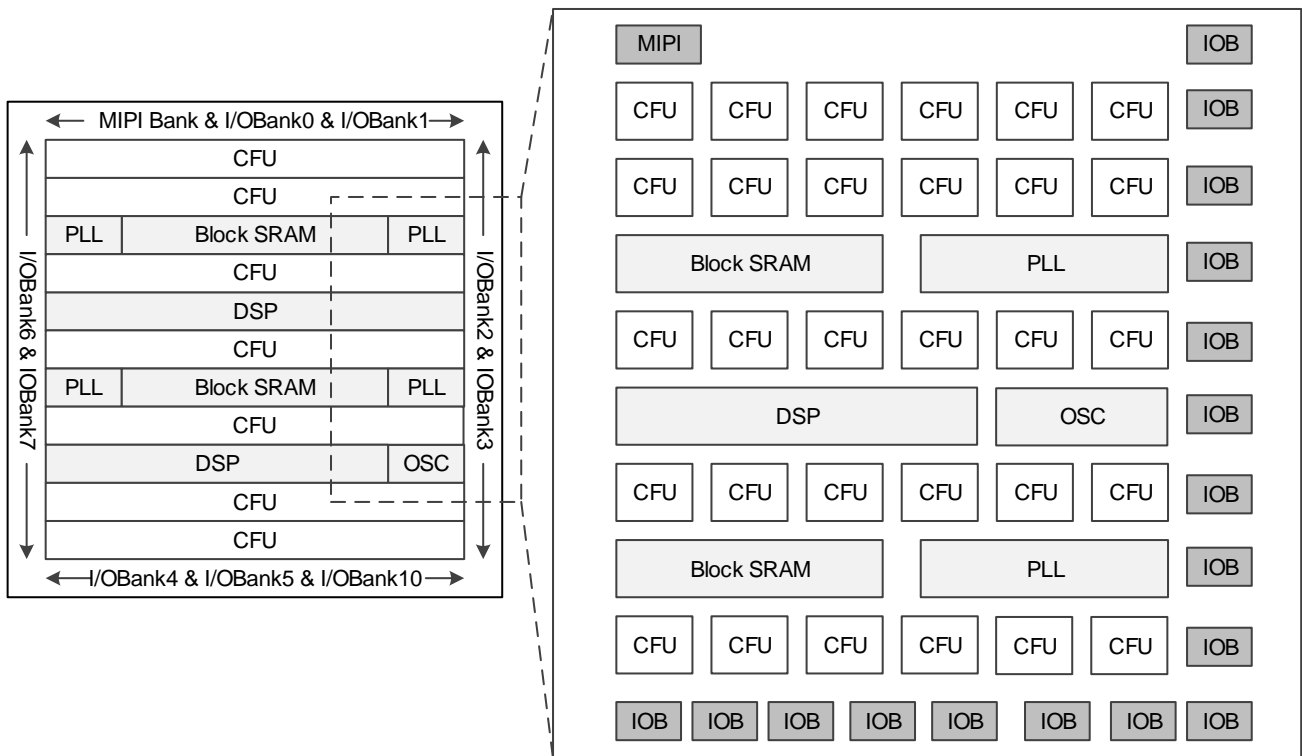 MIPI Bank & I/OBank0 & I/OBank1
CFU
CFU
PLL Block SRAM PLL
CFU
DSP
CFU
PLL Block SRAM PLL
CFU
DSP OSC
CFU
CFU
I/OBank4 & I/OBank5 & I/OBank10
I/OBank6 & IOBank7
I/OBank2 & IOBank3
MIPI IOB
CFU CFU CFU CFU CFU CFU IOB
CFU CFU CFU CFU CFU CFU IOB
Block SRAM PLL IOB
CFU CFU CFU CFU CFU CFU IOB
DSP OSC IOB
CFU CFU CFU CFU CFU CFU IOB
Block SRAM PLL IOB
CFU CFU CFU CFU CFU CFU IOB
IOB IOB IOB IOB IOB IOB IOB IOB